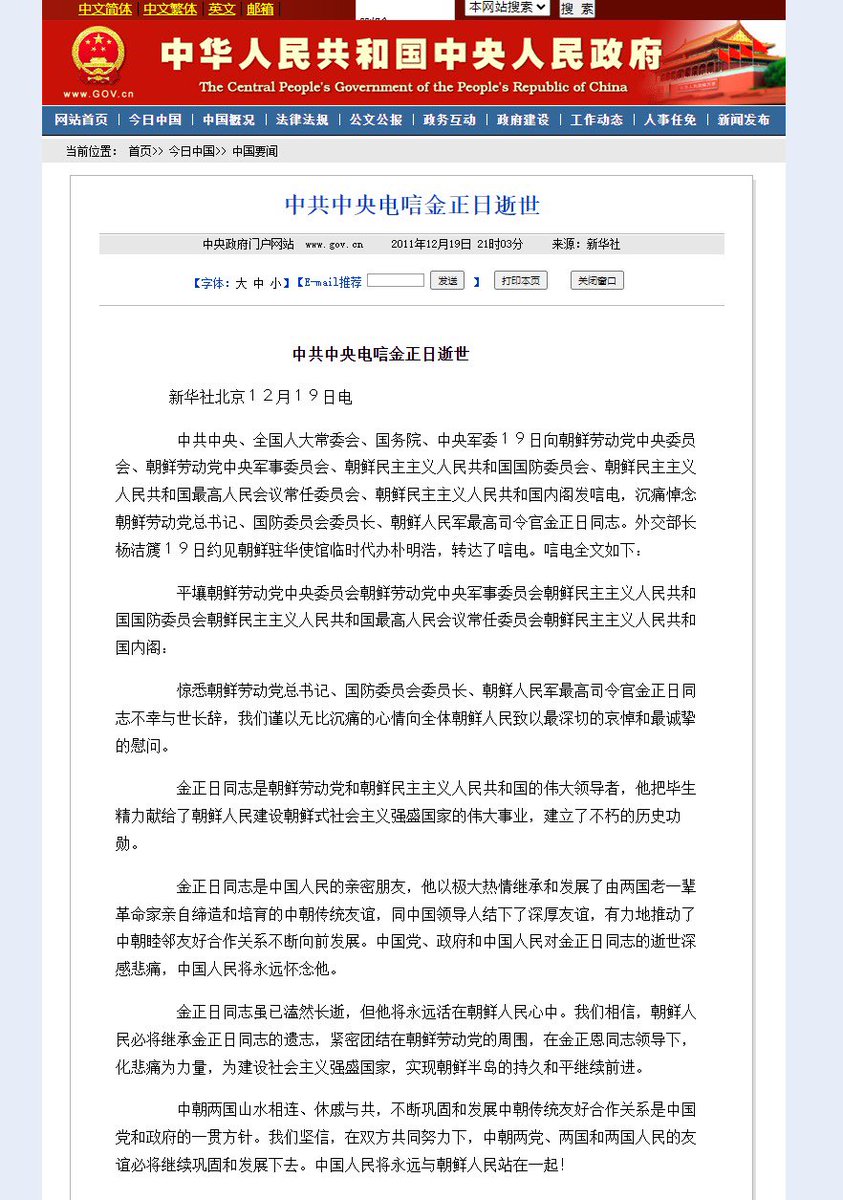 中文简体 | 中文繁体 | 英文 | 邮箱 |
本网站搜索
搜 索
中华人民共和国中央人民政府
The Central People's Government of the People's Republic of China
www.GOV.cn
网站首页 | 今日中国 | 中国概况 | 法律法规 | 公文公报 | 政务互动 | 政府建设 | 工作动态 | 人事任免 | 新闻发布
当前位置: 首页>> 今日中国>> 中国要闻
中共中央电唁金正日逝世
中央政府门户网站 www.gov.cn 2011年12月19日 21时03分 来源:新华社
【字体:大 中 小】【E-mail推荐 发送 】 打印本页 关闭窗口
中共中央电唁金正日逝世
新华社北京12月19日电
中共中央、全国人大常委会、国务院、中央军委19日向朝鲜劳动党中央委员
会、朝鲜劳动党中央军事委员会、朝鲜民主主义人民共和国国防委员会、朝鲜民主主义
人民共和国最高人民会议常任委员会、朝鲜民主主义人民共和国内阁发唁电,沉痛悼念
朝鲜劳动党总书记、国防委员会委员长、朝鲜人民军最高司令官金正日同志。外交部长
杨洁篪19日约见朝鲜驻华使馆临时代办朴明浩,转达了唁电。唁电全文如下:
平壤朝鲜劳动党中央委员会朝鲜劳动党中央军事委员会朝鲜民主主义人民共和
国国防委员会朝鲜民主主义人民共和国最高人民会议常任委员会朝鲜民主主义人民共和
国内阁:
惊悉朝鲜劳动党总书记、国防委员会委员长、朝鲜人民军最高司令官金正日同
志不幸与世长辞,我们谨以无比沉痛的心情向全体朝鲜人民致以最深切的哀悼和最诚挚
的慰问。
金正日同志是朝鲜劳动党和朝鲜民主主义人民共和国的伟大领导者,他把毕生
精力献给了朝鲜人民建设朝鲜式社会主义强盛国家的伟大事业,建立了不朽的历史功
勋。
金正日同志是中国人民的亲密朋友,他以极大热情继承和发展了由两国老一辈
革命家亲自缔造和培育的中朝传统友谊,同中国领导人结下了深厚友谊,有力地推动了
中朝睦邻友好合作关系不断向前发展。中国党、政府和中国人民对金正日同志的逝世深
感悲痛,中国人民将永远怀念他。
金正日同志虽已溘然长逝,但他将永远活在朝鲜人民心中。我们相信,朝鲜人
民必将继承金正日同志的遗志,紧密团结在朝鲜劳动党的周围,在金正恩同志领导下,
化悲痛为力量,为建设社会主义强盛国家,实现朝鲜半岛的持久和平继续前进。
中朝两国山水相连、休戚与共,不断巩固和发展中朝传统友好合作关系是中国
党和政府的一贯方针。我们坚信,在双方共同努力下,中朝两党、两国和两国人民的友
谊必将继续巩固和发展下去。中国人民将永远与朝鲜人民站在一起!